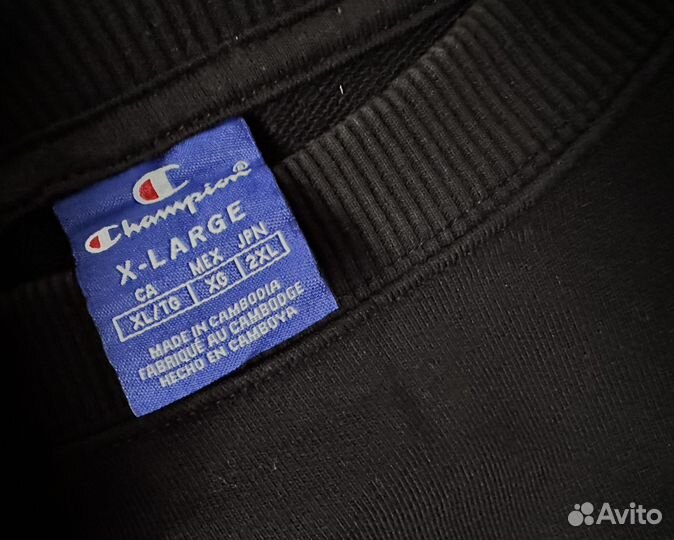 Champion®
X-LARGE
CA MEX JPN
XL/TG XG 2XL
MADE IN CAMBODIA
FABRIQUÉ AU CAMBODGE
HECHO EN CAMBOYA
Avito